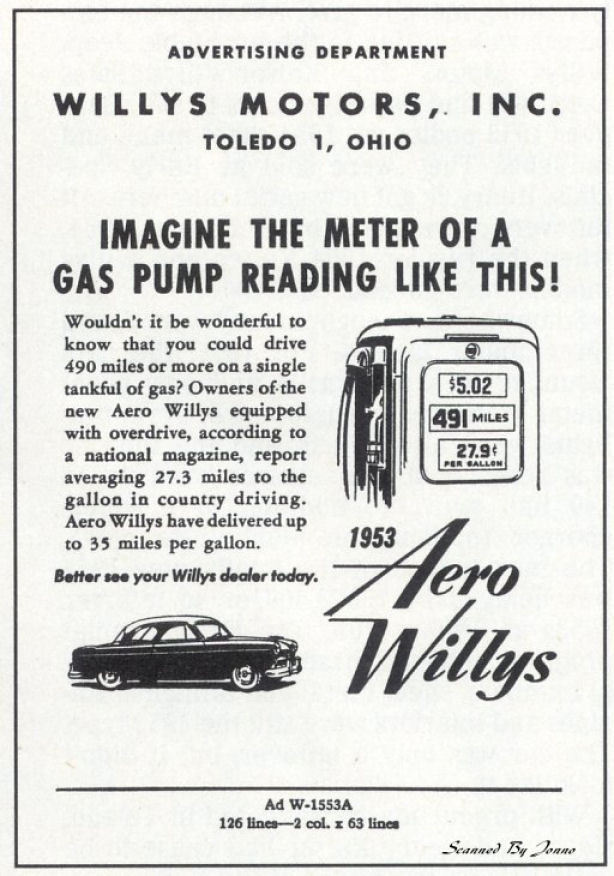 ADVERTISING DEPARTMENT
WILLYS MOTORS, INC.
TOLEDO 1, OHIO
IMAGINE THE METER OF A
GAS PUMP READING LIKE THIS!
Wouldn't it be wonderful to
know that you could drive
490 miles or more on a single
tankful of gas? Owners of the
new Aero Willys equipped
with overdrive, according to
a national magazine, report
averaging 27.3 miles to the
gallon in country driving.
Aero Willys have delivered up
to 35 miles per gallon.
Better see your Willys dealer today.
$5.02
491 MILES
27.9¢
PER GALLON
1953
Aero
Willys
Ad W-1553A
126 lines—2 col. x 63 lines
Scanned By Jonno